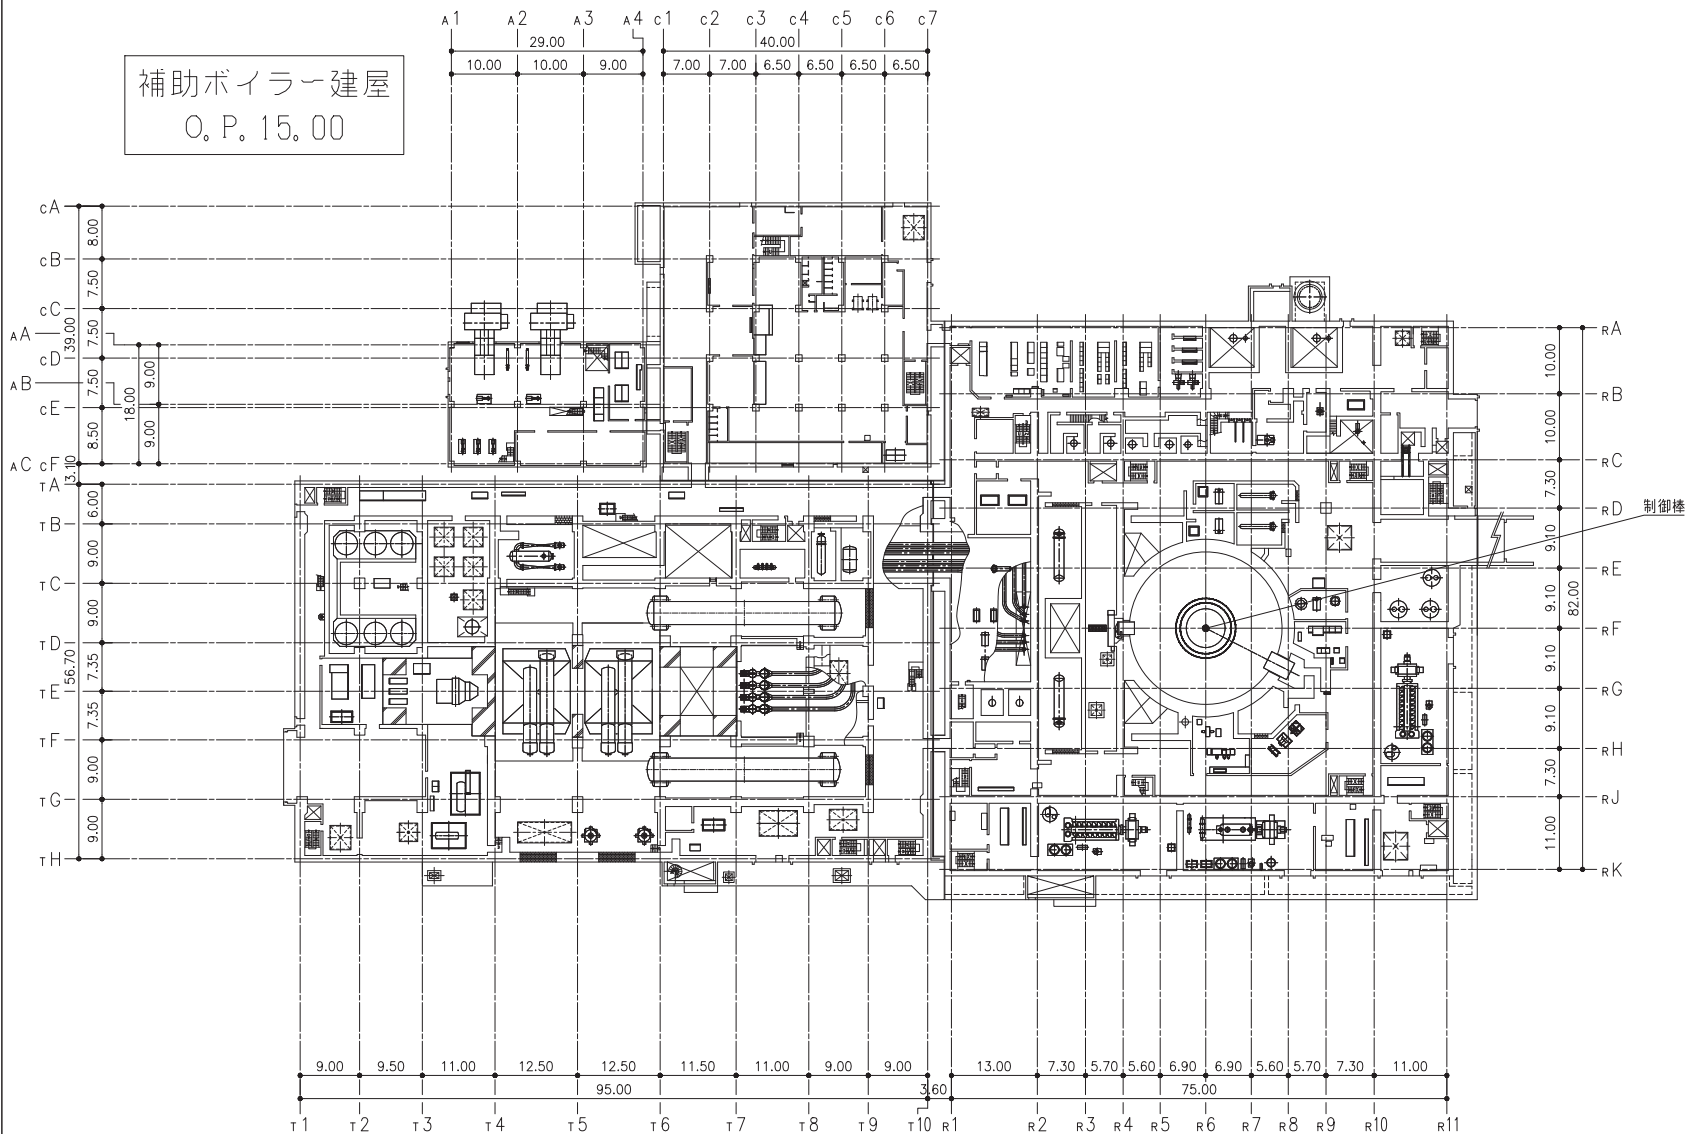 A1 A2 A3 A4 c1 c2 c3 c4 c5 c6 c7
29.00 40.00
10.00 10.00 9.00 7.00 7.00 6.50 6.50 6.50 6.50
補助ボイラー建屋
O.P.15.00
cA
8.00
cB
7.50
cC
AA
39.00
7.50
cD
9.00
AB
7.50
18.00
cE
8.50
9.00
AC cF
3.10
TA
6.00
TB
9.00
TC
9.00
TD
56.70
7.35
TE
7.35
TF
9.00
TG
9.00
TH
RA
10.00
RB
10.00
RC
7.30
RD
制御棒
9.10
RE
9.10
82.00
RF
9.10
RG
9.10
RH
7.30
RJ
11.00
RK
9.00 9.50 11.00 12.50 12.50 11.50 11.00 9.00 9.00 13.00 7.30 5.70 5.60 6.90 6.90 5.60 5.70 7.30 11.00
95.00 3.60 75.00
T1 T2 T3 T4 T5 T6 T7 T8 T9 T10 R1 R2 R3 R4 R5 R6 R7 R8 R9 R10 R11